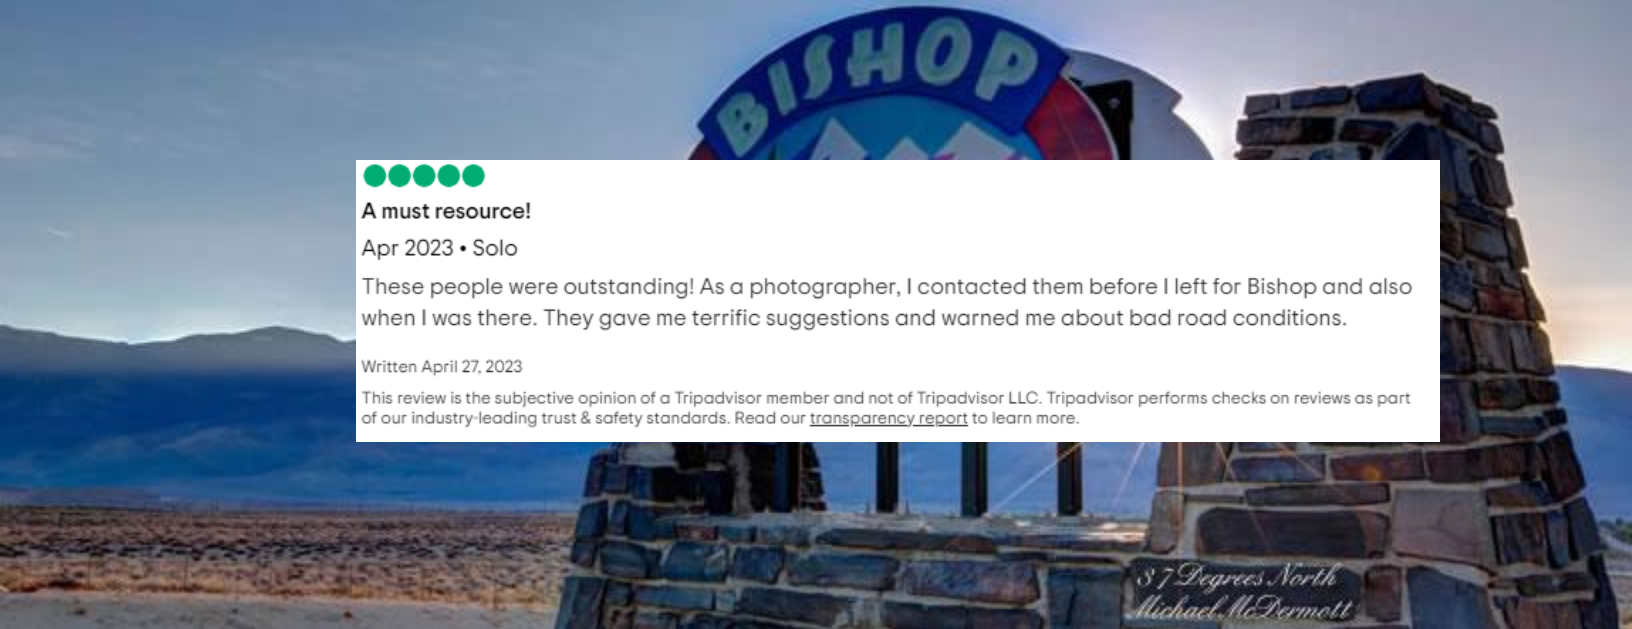 BISHOP
A must resource!
Apr 2023 • Solo
These people were outstanding! As a photographer, I contacted them before I left for Bishop and also
when I was there. They gave me terrific suggestions and warned me about bad road conditions.
Written April 27, 2023
This review is the subjective opinion of a Tripadvisor member and not of Tripadvisor LLC. Tripadvisor performs checks on reviews as part
of our industry-leading trust & safety standards. Read our transparency report to learn more.
37 Degrees North
Michael McDermott